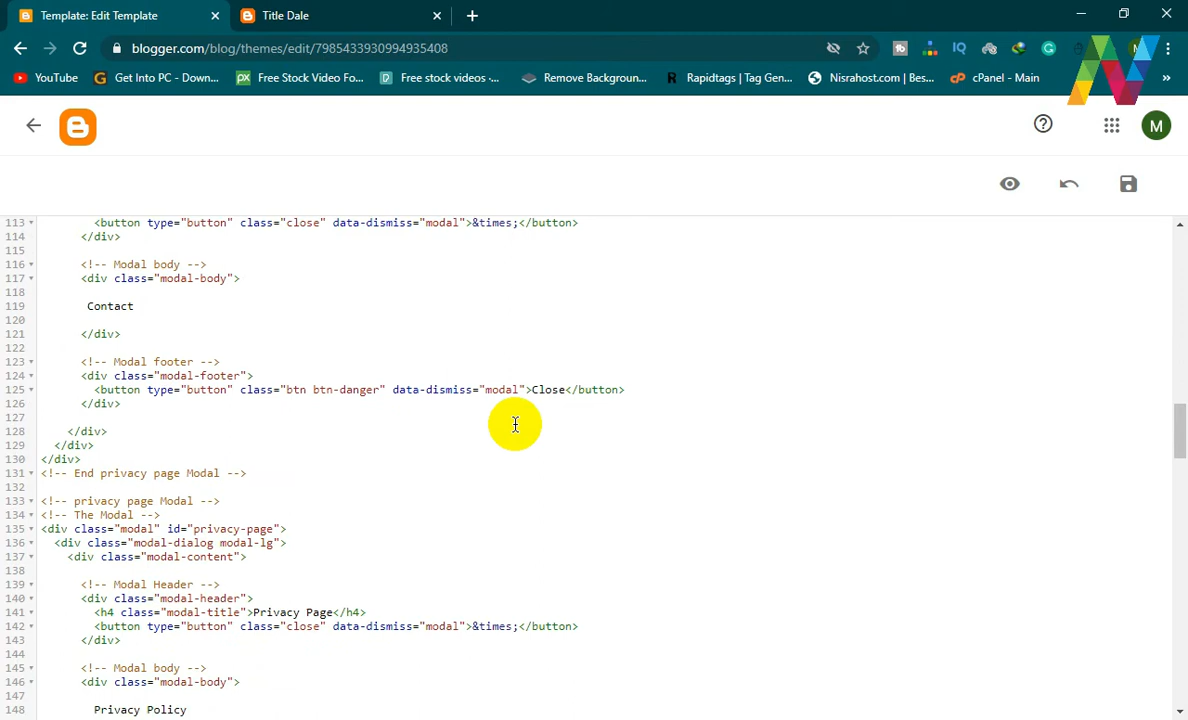 Template: Edit Template
Title Dale
blogger.com/blog/themes/edit/7985433930994935408
YouTube
Get Into PC - Down...
Free Stock Video Fo...
Free stock videos -...
Remove Backgroun...
Rapidtags | Tag Gen...
Nisrahost.com | Bes...
cPanel - Main
M
113 <button type="button" class="close" data-dismiss="modal">&times;</button>
114 </div>
115
116 <!-- Modal body -->
117 <div class="modal-body">
118
119 Contact
120
121 </div>
122
123 <!-- Modal footer -->
124 <div class="modal-footer">
125 <button type="button" class="btn btn-danger" data-dismiss="modal">Close</button>
126 </div>
127
128 </div>
129 </div>
130 </div>
131 <!-- End privacy page Modal -->
132
133 <!-- privacy page Modal -->
134 <!-- The Modal -->
135 <div class="modal" id="privacy-page">
136 <div class="modal-dialog modal-lg">
137 <div class="modal-content">
138
139 <!-- Modal Header -->
140 <div class="modal-header">
141 <h4 class="modal-title">Privacy Page</h4>
142 <button type="button" class="close" data-dismiss="modal">&times;</button>
143 </div>
144
145 <!-- Modal body -->
146 <div class="modal-body">
147
148 Privacy Policy